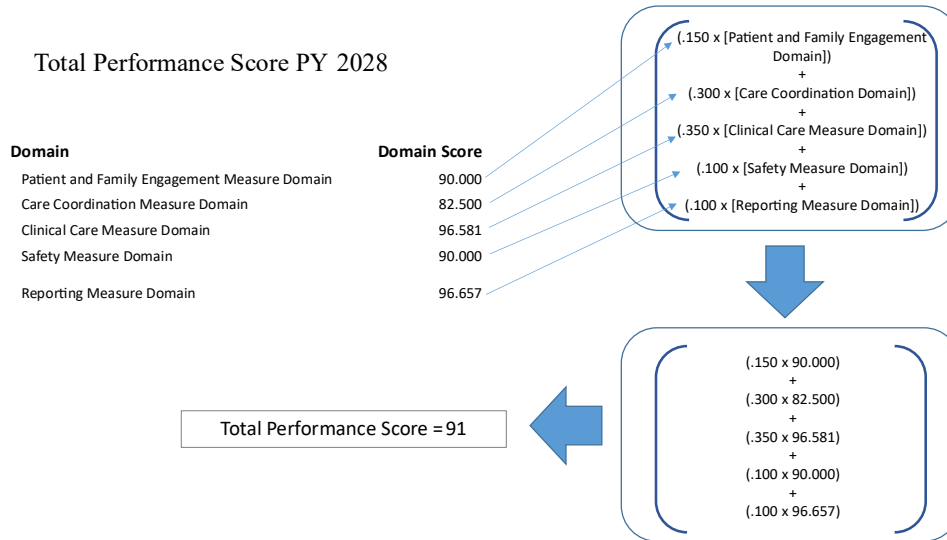 Total Performance Score PY 2028
Domain Domain Score
Patient and Family Engagement Measure Domain 90.000
Care Coordination Measure Domain 82.500
Clinical Care Measure Domain 96.581
Safety Measure Domain 90.000
Reporting Measure Domain 96.657
(.150 x [Patient and Family Engagement
Domain])
+
(.300 x [Care Coordination Domain])
+
(.350 x [Clinical Care Measure Domain])
+
(.100 x [Safety Measure Domain])
+
(.100 x [Reporting Measure Domain])
(.150 x 90.000)
+
(.300 x 82.500)
+
(.350 x 96.581)
+
(.100 x 90.000)
+
(.100 x 96.657)
Total Performance Score = 91